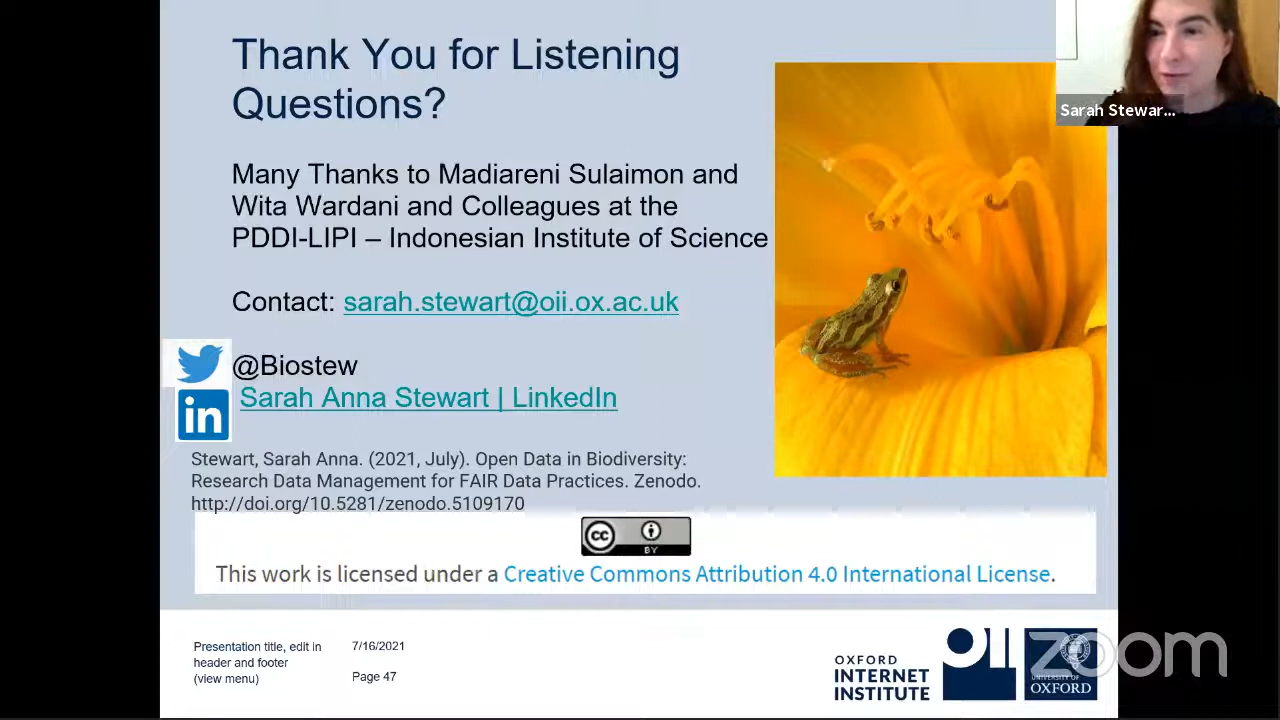 Thank You for Listening
Questions?
Sarah Stewar...
Many Thanks to Madiareni Sulaimon and
Wita Wardani and Colleagues at the
PDDI-LIPI – Indonesian Institute of Science
Contact: sarah.stewart@oii.ox.ac.uk
@Biostew
in
Sarah Anna Stewart | LinkedIn
Stewart, Sarah Anna. (2021, July). Open Data in Biodiversity:
Research Data Management for FAIR Data Practices. Zenodo.
http://doi.org/10.5281/zenodo.5109170
cc
BY
This work is licensed under a Creative Commons Attribution 4.0 International License.
Presentation title, edit in
header and footer
(view menu)
7/16/2021
Page 47
OXFORD
INTERNET
INSTITUTE
oii
UNIVERSITY OF
OXFORD
zoom